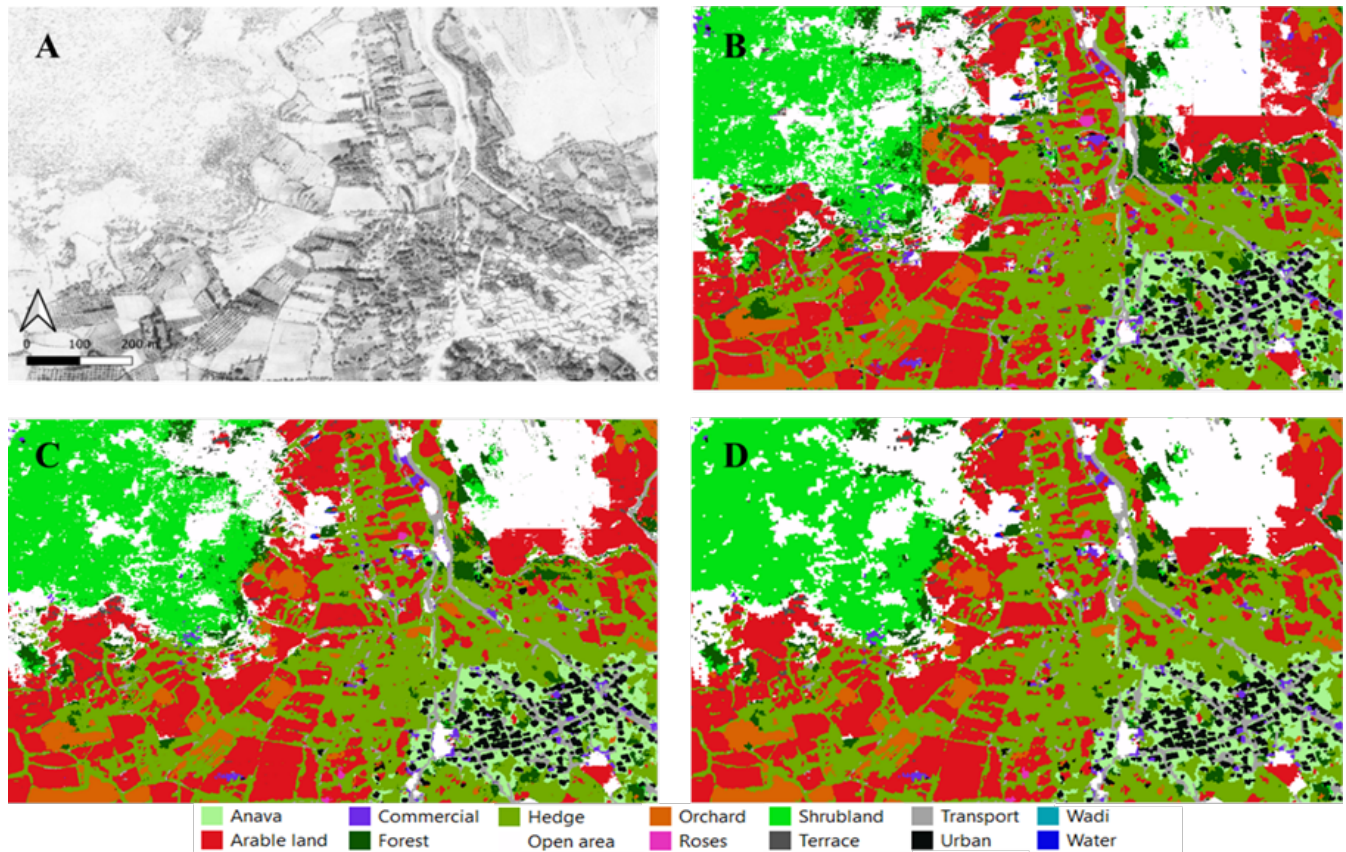 A
B
0 100 200 m
C
D
Anava Commercial Hedge Orchard Shrubland Transport Wadi
Arable land Forest Open area Roses Terrace Urban Water